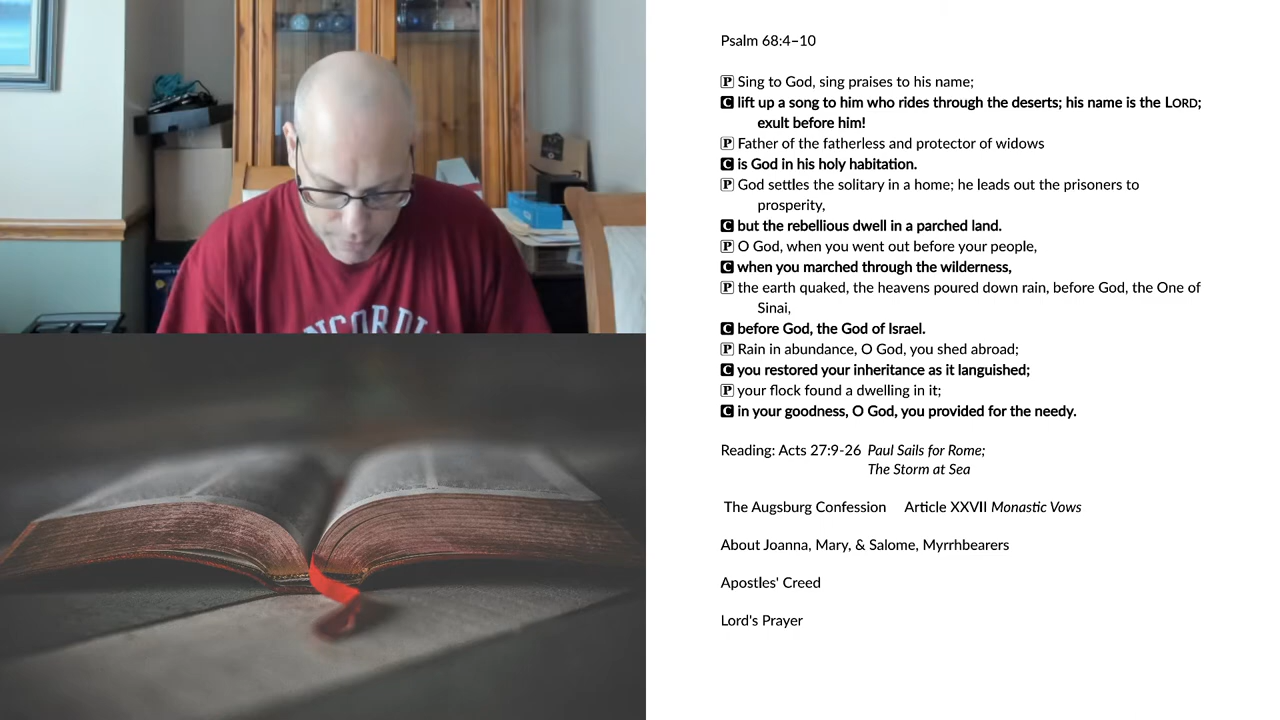 NCORDI
Psalm 68:4–10
P Sing to God, sing praises to his name;
C lift up a song to him who rides through the deserts; his name is the LORD;
exult before him!
P Father of the fatherless and protector of widows
C is God in his holy habitation.
P God settles the solitary in a home; he leads out the prisoners to
prosperity,
C but the rebellious dwell in a parched land.
P O God, when you went out before your people,
C when you marched through the wilderness,
P the earth quaked, the heavens poured down rain, before God, the One of
Sinai,
C before God, the God of Israel.
P Rain in abundance, O God, you shed abroad;
C you restored your inheritance as it languished;
P your flock found a dwelling in it;
C in your goodness, O God, you provided for the needy.
Reading: Acts 27:9-26 Paul Sails for Rome;
The Storm at Sea
The Augsburg Confession Article XXVII Monastic Vows
About Joanna, Mary, & Salome, Myrrhbearers
Apostles' Creed
Lord's Prayer